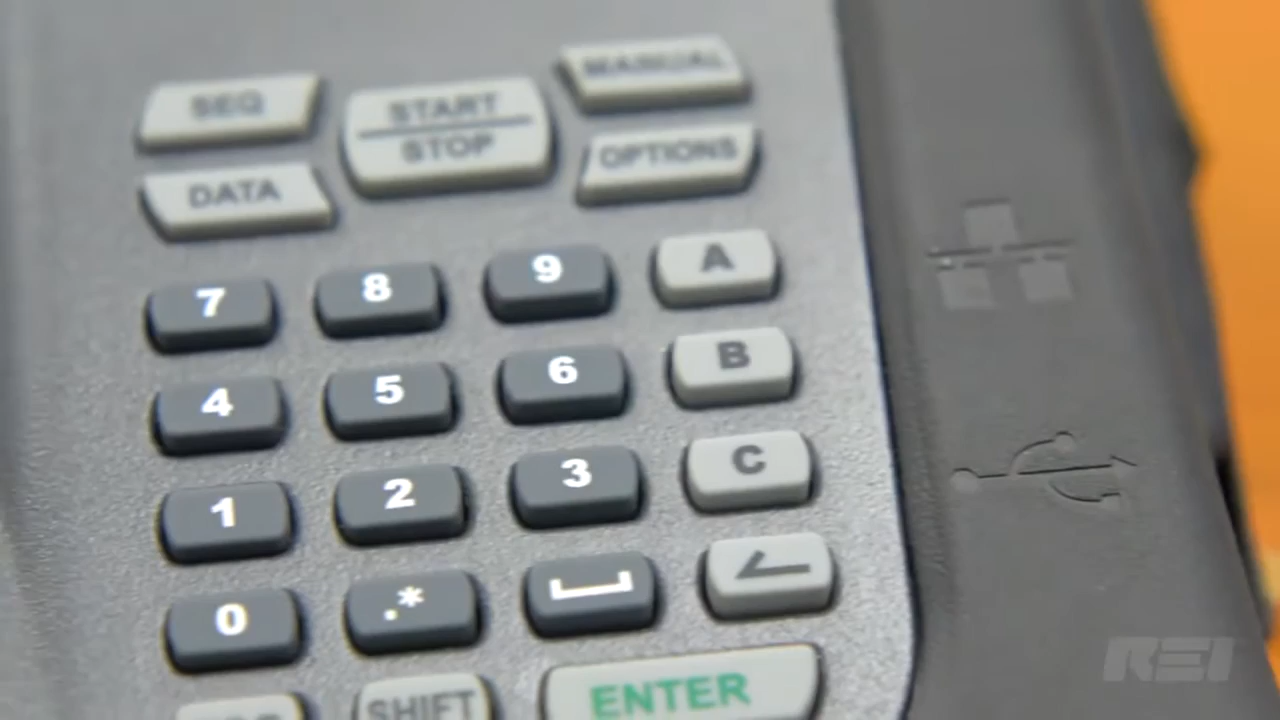 SEQ
START
STOP
MANUAL
DATA
OPTIONS
7 8 9 A
4 5 6 B
1 2 3 C
0 .*
SHIFT
ENTER
REI